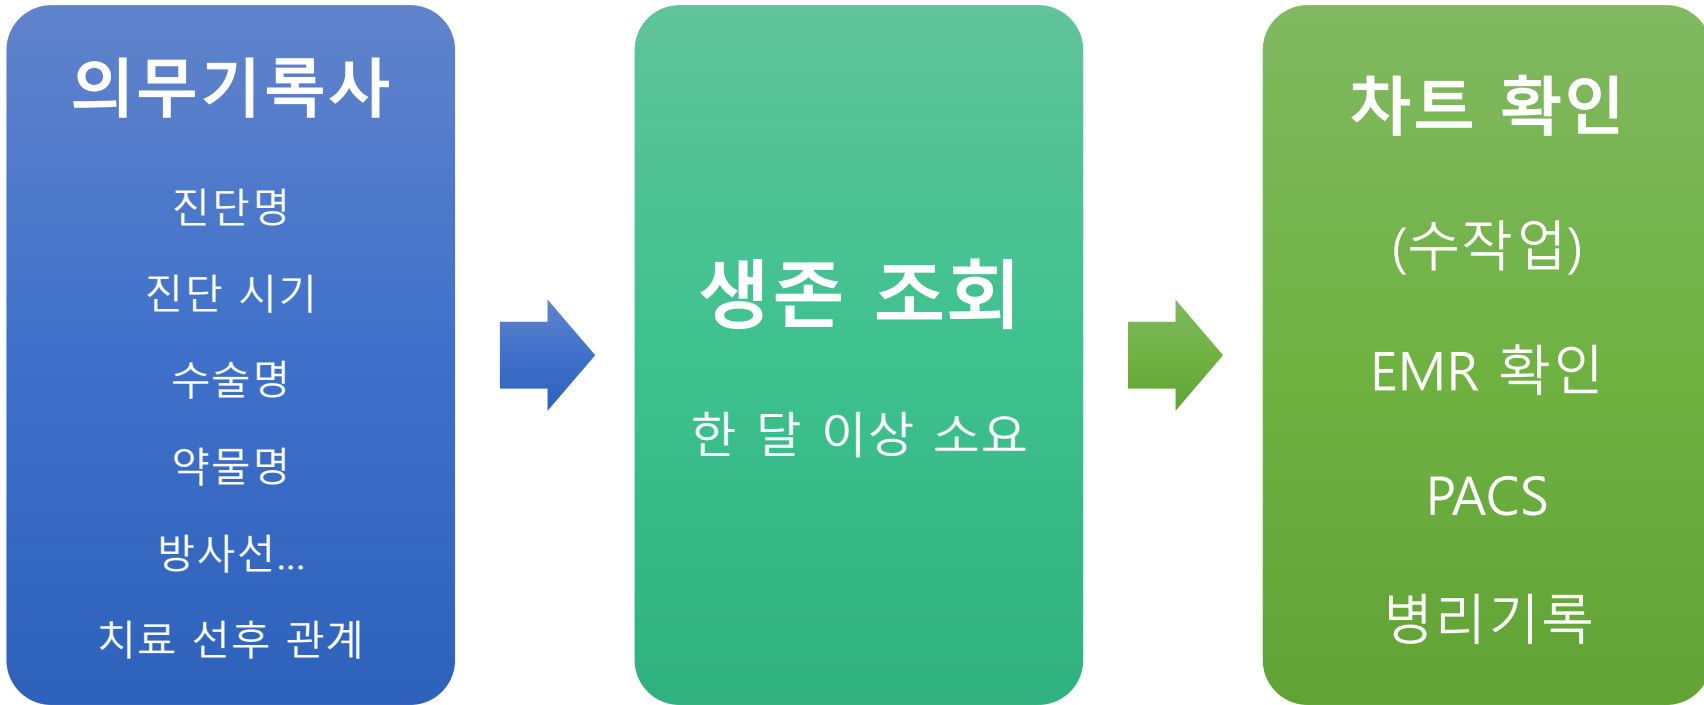 의무기록사
진단명
진단 시기
수술명
약물명
방사선...
치료 선후 관계
생존 조회
한 달 이상 소요
차트 확인
(수작업)
EMR 확인
PACS
병리기록